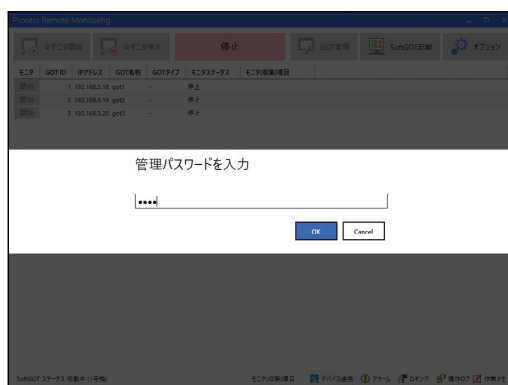 Process Remote Monitoring
全モニタ開始 全モニタ停止 停止 GOT管理 SoftGOT起動 オプション
モニタ GOT ID IPアドレス GOT名称 GOTタイプ モニタステータス モニタ(収集)項目
開始 1 192.168.3.18 got1 - 停止
開始 2 192.168.3.19 got2 - 停止
開始 3 192.168.3.20 got3 - 停止
管理パスワードを入力
••••
OK Cancel
SoftGOT ステータス 稼動中 (1号機) モニタ(収集)項目 デバイス連携 アラーム ロギング 操作ログ 作業メモ